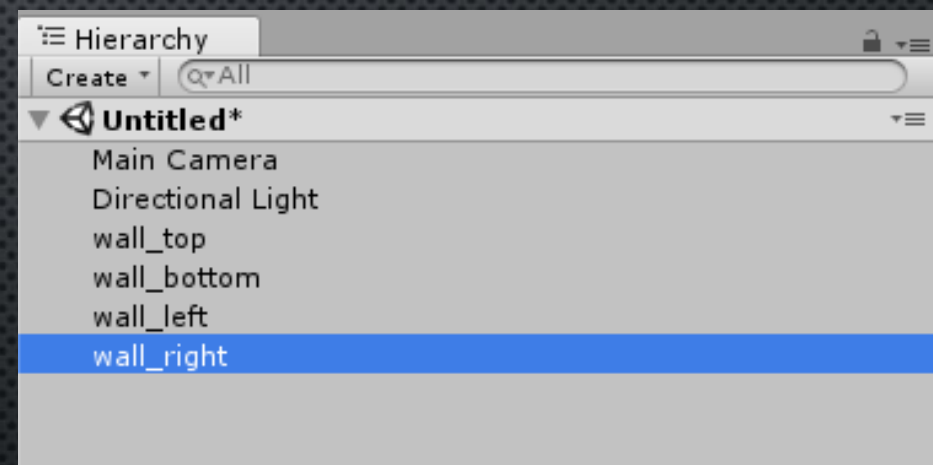 Hierarchy
Create All
Untitled*
Main Camera
Directional Light
wall_top
wall_bottom
wall_left
wall_right